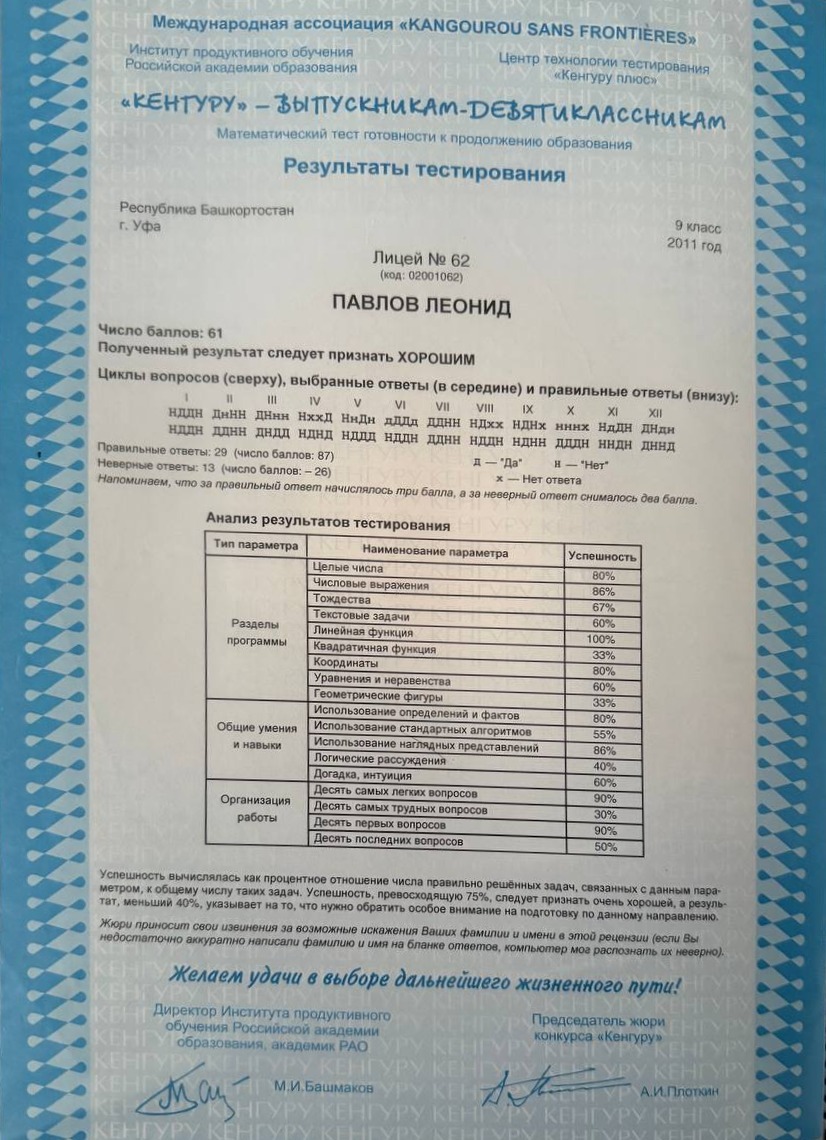 Международная ассоциация «KANGOUROU SANS FRONTIÈRES»
Институт продуктивного обучения
Российской академии образования
Центр технологии тестирования
«Кенгуру плюс»
«КЕНГУРУ» – ВЫПУСКНИКАМ-ДЕВЯТИКЛАССНИКАМ
Математический тест готовности к продолжению образования
Результаты тестирования
Республика Башкортостан
г. Уфа
9 класс
2011 год
Лицей № 62
(код: 02001062)
ПАВЛОВ ЛЕОНИД
Число баллов: 61
Полученный результат следует признать ХОРОШИМ
Циклы вопросов (сверху), выбранные ответы (в середине) и правильные ответы (внизу):
I II III IV V VI VII VIII IX X XI XII
НДДН ДнНН ДНнн НххД НнДн дДДд ДДНН НДхх НДНх нннх НдДН ДНдн
НДДН ДДНН ДНДД НДНД НДДД НДДН ДДНН НДДН НДНН ДДДН ННДН ДННД
Правильные ответы: 29 (число баллов: 87)
Неверные ответы: 13 (число баллов: – 26)
д — "Да" н — "Нет"
х — Нет ответа
Напоминаем, что за правильный ответ начислялось три балла, а за неверный ответ снималось два балла.
Анализ результатов тестирования
Тип параметра Наименование параметра Успешность
Разделы программы
Целые числа 80%
Числовые выражения 86%
Тождества 67%
Текстовые задачи 60%
Линейная функция 100%
Квадратичная функция 33%
Координаты 80%
Уравнения и неравенства 60%
Геометрические фигуры 33%
Общие умения и навыки
Использование определений и фактов 80%
Использование стандартных алгоритмов 55%
Использование наглядных представлений 86%
Логические рассуждения 40%
Догадка, интуиция 60%
Организация работы
Десять самых легких вопросов 90%
Десять самых трудных вопросов 30%
Десять первых вопросов 90%
Десять последних вопросов 50%
Успешность вычислялась как процентное отношение числа правильно решённых задач, связанных с данным пара-
метром, к общему числу таких задач. Успешность, превосходящую 75%, следует признать очень хорошей, а резуль-
тат, меньший 40%, указывает на то, что нужно обратить особое внимание на подготовку по данному направлению.
Жюри приносит свои извинения за возможные искажения Ваших фамилии и имени в этой рецензии (если Вы
недостаточно аккуратно написали фамилию и имя на бланке ответов, компьютер мог распознать их неверно).
Желаем удачи в выборе дальнейшего жизненного пути!
Директор Института продуктивного
обучения Российской академии
образования, академик РАО
М.И.Башмаков
Председатель жюри
конкурса «Кенгуру»
А.И.Плоткин